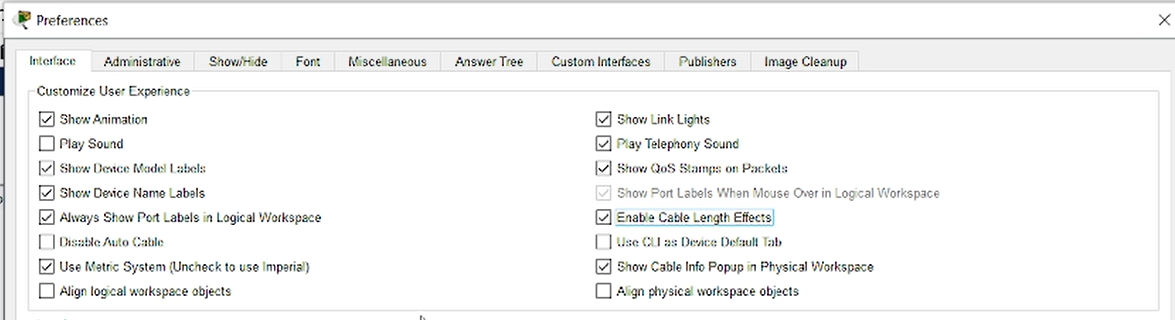 Preferences
Interface Administrative Show/Hide Font Miscellaneous Answer Tree Custom Interfaces Publishers Image Cleanup
Customize User Experience
Show Animation
Play Sound
Show Device Model Labels
Show Device Name Labels
Always Show Port Labels in Logical Workspace
Disable Auto Cable
Use Metric System (Uncheck to use Imperial)
Align logical workspace objects
Show Link Lights
Play Telephony Sound
Show QoS Stamps on Packets
Show Port Labels When Mouse Over in Logical Workspace
Enable Cable Length Effects
Use CLI as Device Default Tab
Show Cable Info Popup in Physical Workspace
Align physical workspace objects